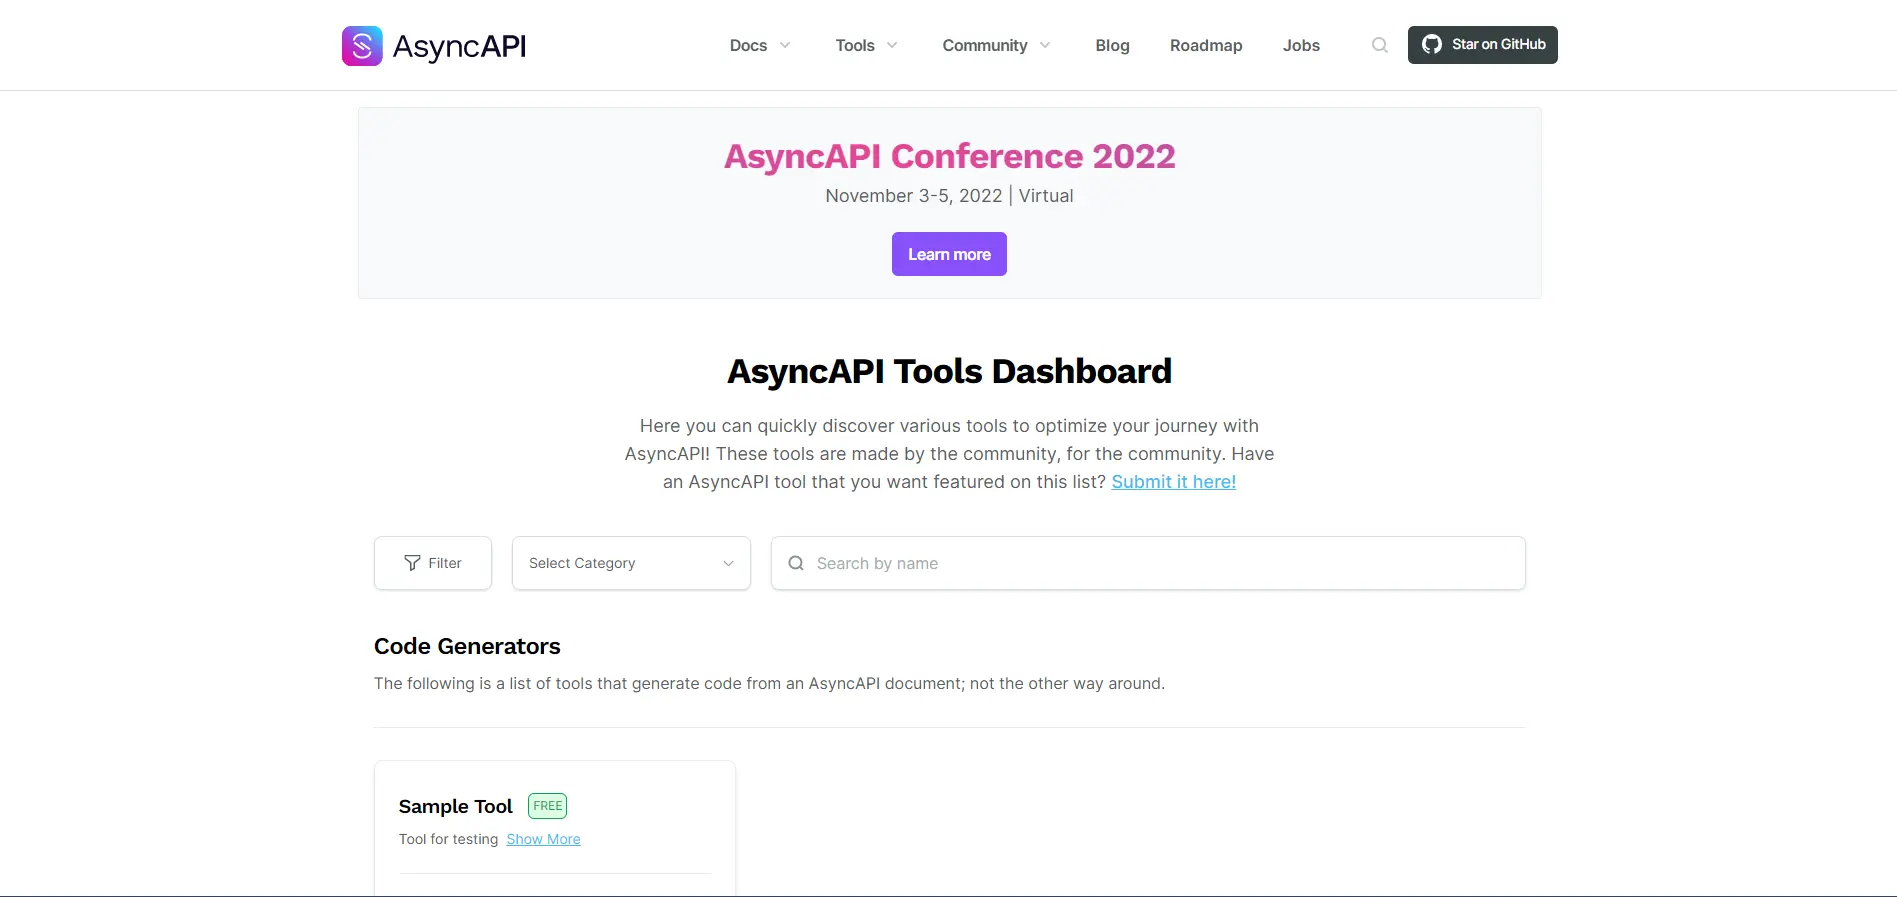 AsyncAPI
Docs
Tools
Community
Blog
Roadmap
Jobs
Star on GitHub
AsyncAPI Conference 2022
November 3-5, 2022 | Virtual
Learn more
AsyncAPI Tools Dashboard
Here you can quickly discover various tools to optimize your journey with
AsyncAPI! These tools are made by the community, for the community. Have
an AsyncAPI tool that you want featured on this list? Submit it here!
Filter
Select Category
Search by name
Code Generators
The following is a list of tools that generate code from an AsyncAPI document; not the other way around.
Sample Tool FREE
Tool for testing Show More